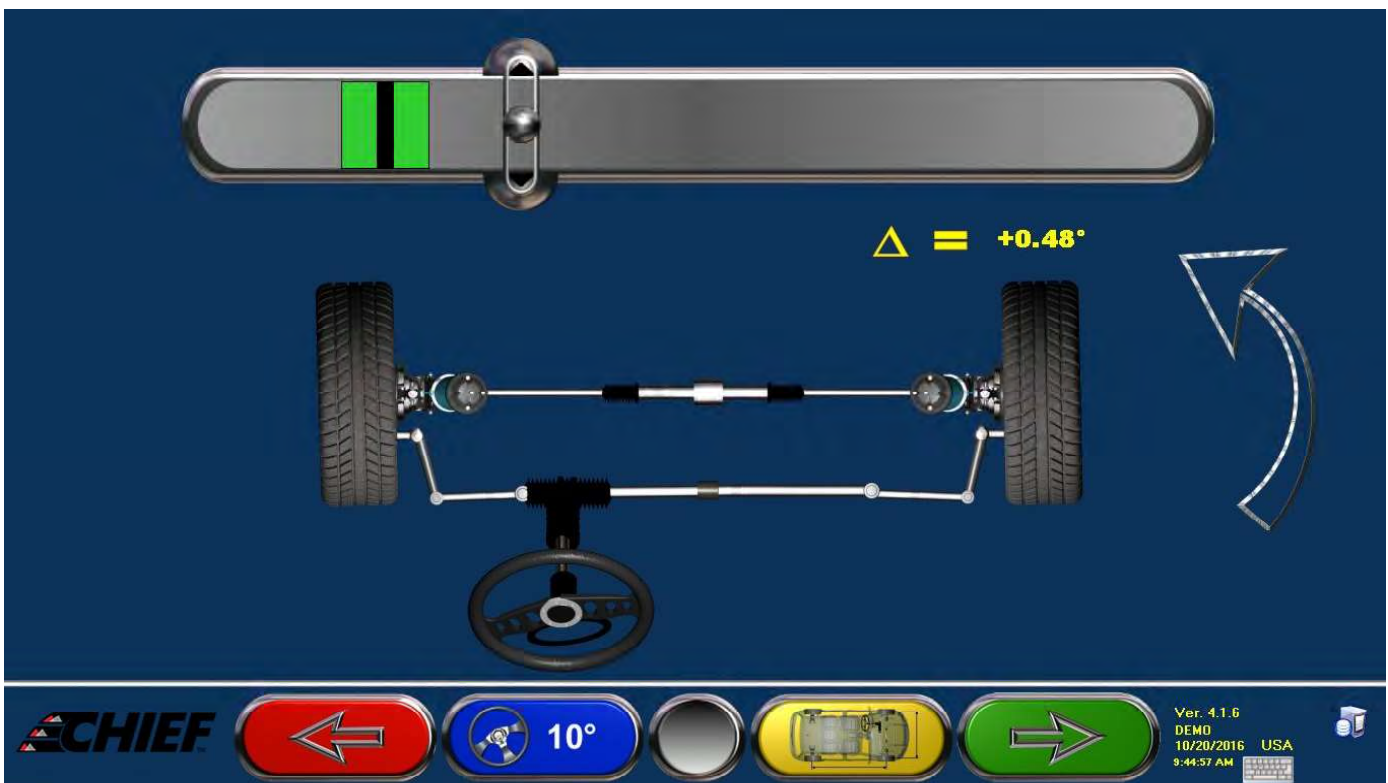 Δ = +0.48°
CHIEF
10°
Ver. 4.1.6
DEMO
10/20/2016 USA
9:44:57 AM